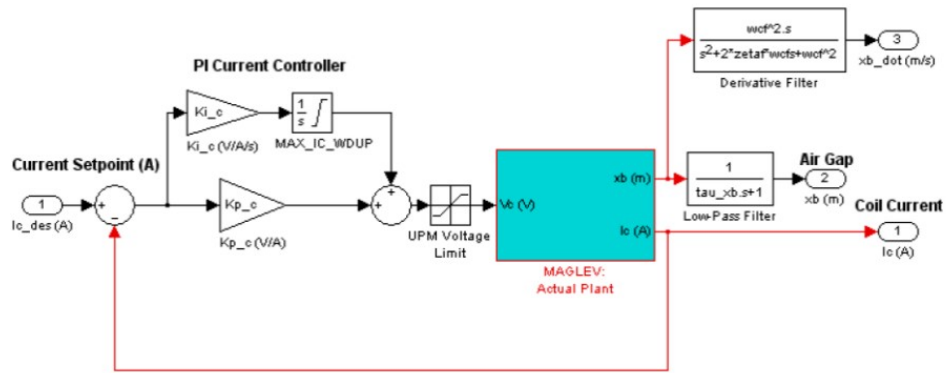 wcf^2.s
s^2+2*zetaf*wcfs+wcf^2
Derivative Filter
3
xb_dot (m/s)
PI Current Controller
Ki_c
Ki_c (V/A/s)
1
s
MAX_IC_WDUP
Current Setpoint (A)
1
Ic_des (A)
+
-
Kp_c
Kp_c (V/A)
+
+
UPM Voltage
Limit
Vc (V)
xb (m)
Ic (A)
MAGLEV:
Actual Plant
1
tau_xb.s+1
Low-Pass Filter
Air Gap
2
xb (m)
Coil Current
1
Ic (A)